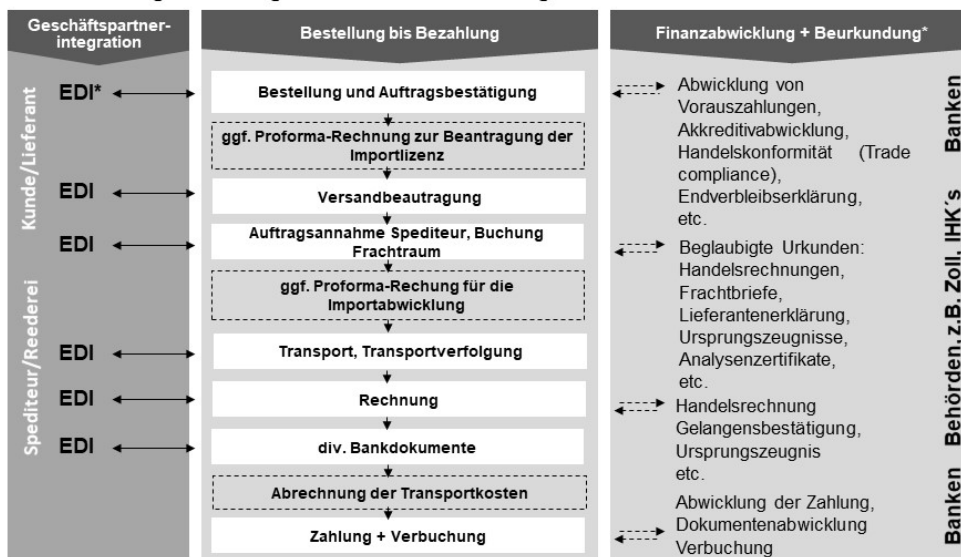 Geschäftspartner-
integration
Bestellung bis Bezahlung
Finanzabwicklung + Beurkundung*
Kunde/Lieferant
Spediteur/Reederei
EDI*
EDI
EDI
EDI
EDI
EDI
Bestellung und Auftragsbestätigung
ggf. Proforma-Rechnung zur Beantragung der
Importlizenz
Versandbeautragung
Auftragsannahme Spediteur, Buchung
Frachtraum
ggf. Proforma-Rechung für die
Importabwicklung
Transport, Transportverfolgung
Rechnung
div. Bankdokumente
Abrechnung der Transportkosten
Zahlung + Verbuchung
Abwicklung von
Vorauszahlungen,
Akkreditivabwicklung,
Handelskonformität (Trade
compliance),
Endverbleibserklärung,
etc.
Beglaubigte Urkunden:
Handelsrechnungen,
Frachtbriefe,
Lieferantenerklärung,
Ursprungszeugnisse,
Analysenzertifikate,
etc.
Handelsrechnung
Gelangensbestätigung,
Ursprungszeugnis
etc.
Abwicklung der Zahlung,
Dokumentenabwicklung
Verbuchung
Banken
Behörden, z.B. Zoll, IHK´s
Banken